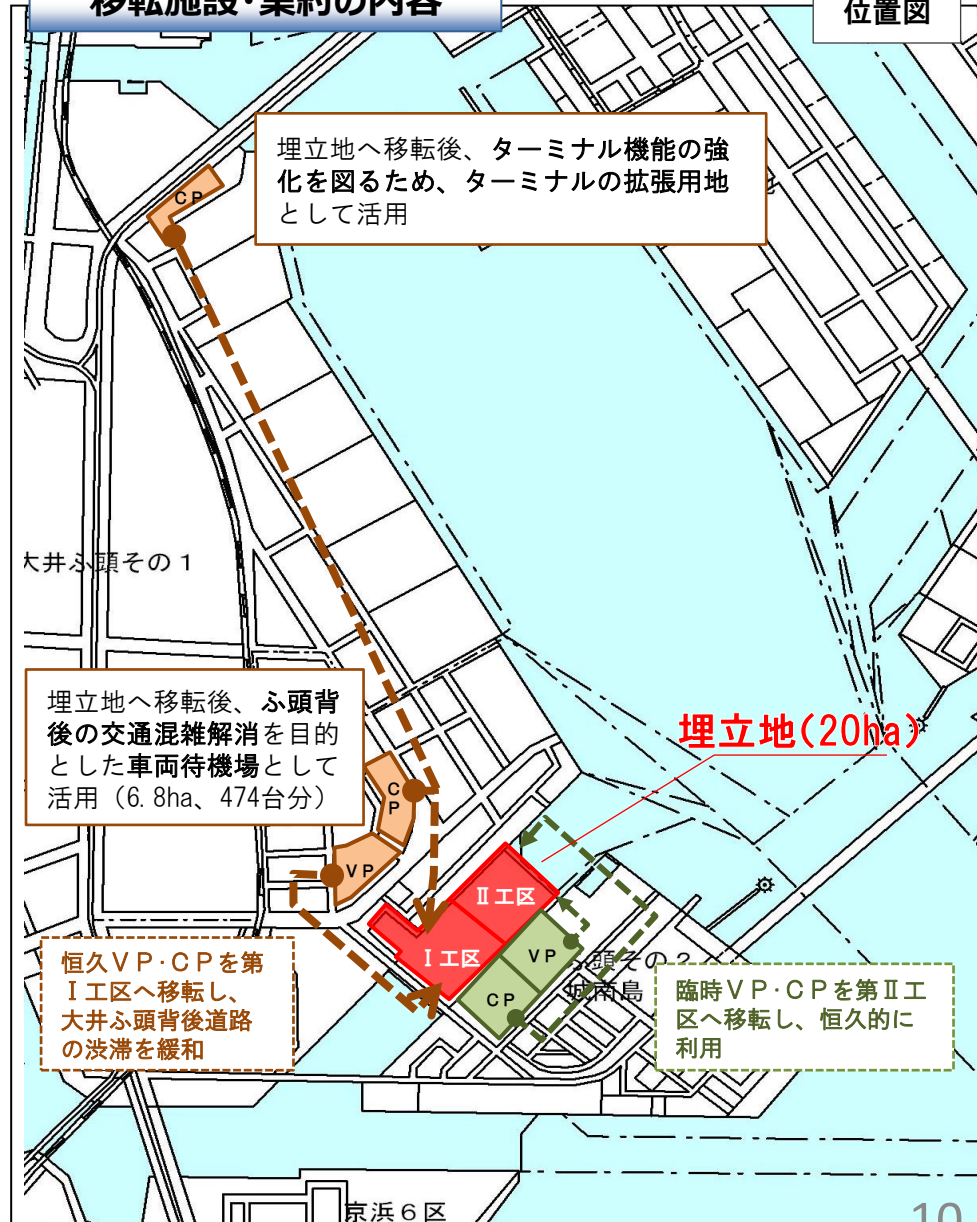 移転施設・集約の内容
位置図
埋立地へ移転後、ターミナル機能の強
化を図るため、ターミナルの拡張用地
として活用
CP
大井ふ頭その１
埋立地へ移転後、ふ頭背
後の交通混雑解消を目的
とした車両待機場として
活用（6.8ha、474台分）
埋立地(20ha)
C
P
VP
Ⅱ工区
Ⅰ工区
VP
CP
ふ頭その２
城南島
恒久ＶＰ・ＣＰを第
Ⅰ工区へ移転し、
大井ふ頭背後道路
の渋滞を緩和
臨時ＶＰ・ＣＰを第Ⅱ工
区へ移転し、恒久的に
利用
京浜６区
10